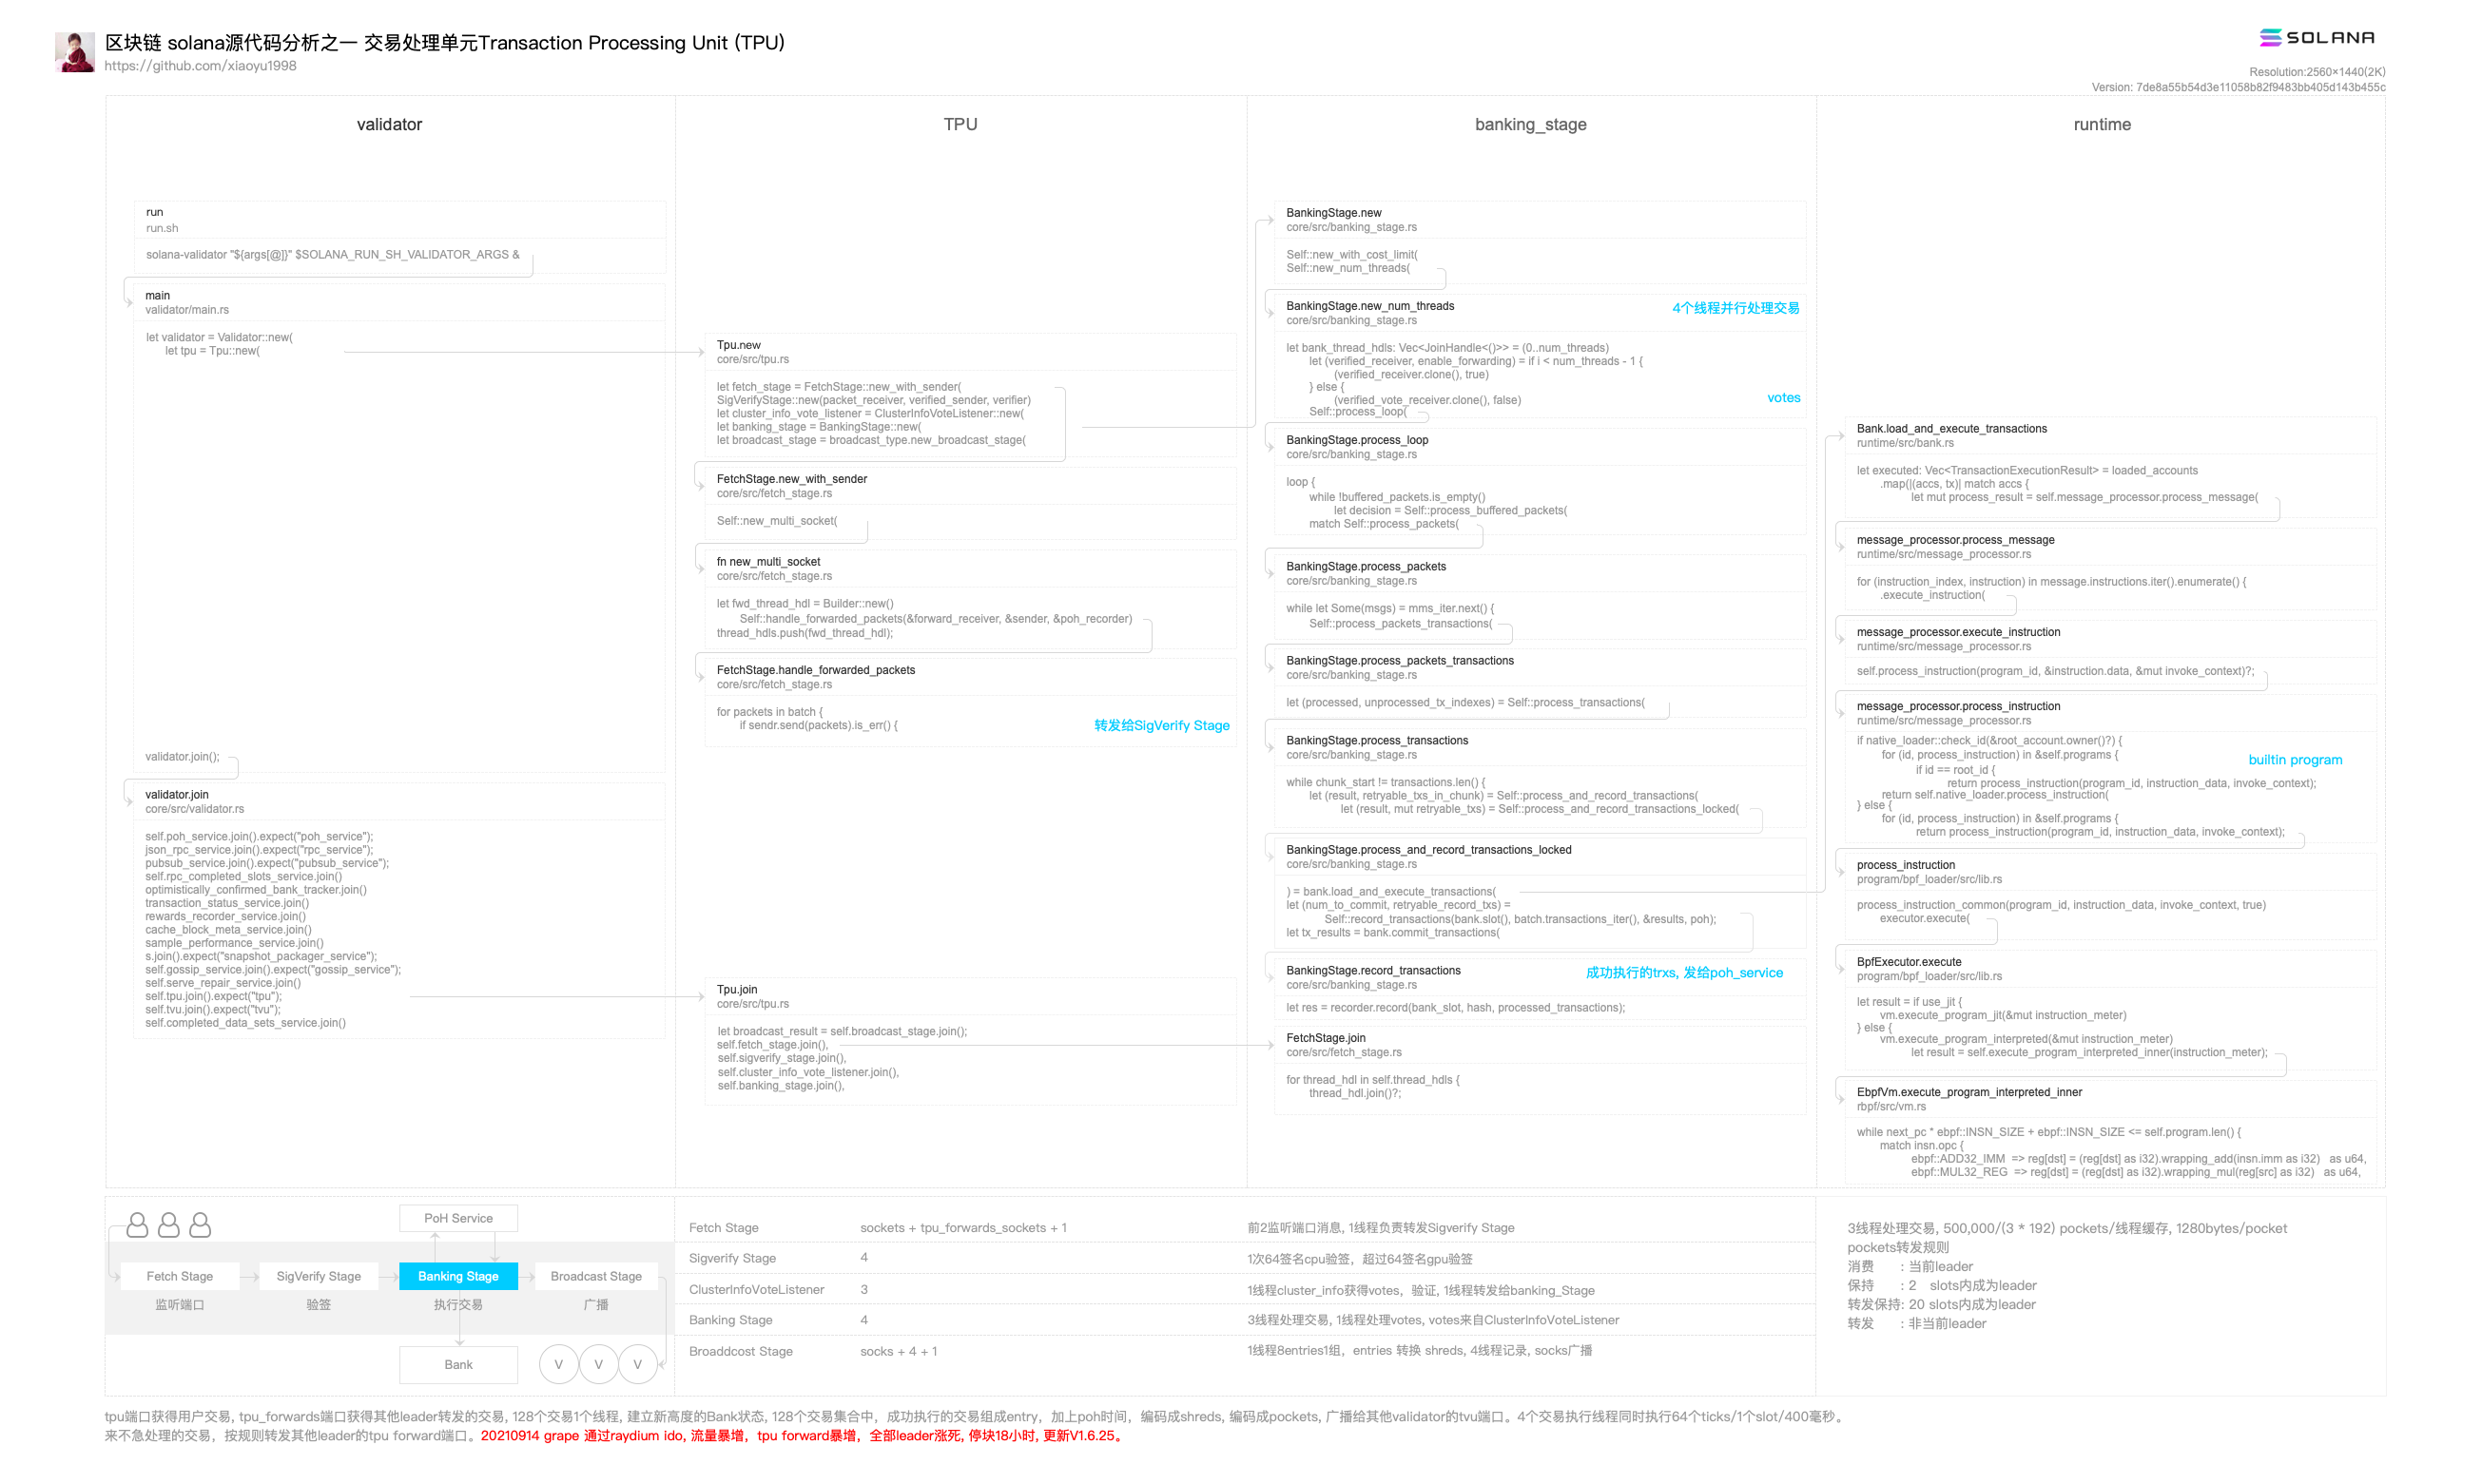 区块链 solana源代码分析之一 交易处理单元Transaction Processing Unit (TPU)
https://github.com/xiaoyu1998
SOLANA
Resolution:2560×1440(2K)
Version: 7de8a55b54d3e11058b82f9483bb405d143b455c
validator
run
run.sh
solana-validator "${args[@]}" $SOLANA_RUN_SH_VALIDATOR_ARGS &
main
validator/main.rs
let validator = Validator::new(
let tpu = Tpu::new(
validator.join();
validator.join
core/src/validator.rs
self.poh_service.join().expect("poh_service");
json_rpc_service.join().expect("rpc_service");
pubsub_service.join().expect("pubsub_service");
self.rpc_completed_slots_service.join()
optimistically_confirmed_bank_tracker.join()
transaction_status_service.join()
rewards_recorder_service.join()
cache_block_meta_service.join()
sample_performance_service.join()
s.join().expect("snapshot_packager_service");
self.gossip_service.join().expect("gossip_service");
self.serve_repair_service.join()
self.tpu.join().expect("tpu");
self.tvu.join().expect("tvu");
self.completed_data_sets_service.join()
TPU
Tpu.new
core/src/tpu.rs
let fetch_stage = FetchStage::new_with_sender(
SigVerifyStage::new(packet_receiver, verified_sender, verifier)
let cluster_info_vote_listener = ClusterInfoVoteListener::new(
let banking_stage = BankingStage::new(
let broadcast_stage = broadcast_type.new_broadcast_stage(
FetchStage.new_with_sender
core/src/fetch_stage.rs
Self::new_multi_socket(
fn new_multi_socket
core/src/fetch_stage.rs
let fwd_thread_hdl = Builder::new()
Self::handle_forwarded_packets(&forward_receiver, &sender, &poh_recorder)
thread_hdls.push(fwd_thread_hdl);
FetchStage.handle_forwarded_packets
core/src/fetch_stage.rs
for packets in batch {
if sendr.send(packets).is_err() {
转发给SigVerify Stage
Tpu.join
core/src/tpu.rs
let broadcast_result = self.broadcast_stage.join();
self.fetch_stage.join(),
self.sigverify_stage.join(),
self.cluster_info_vote_listener.join(),
self.banking_stage.join(),
banking_stage
BankingStage.new
core/src/banking_stage.rs
Self::new_with_cost_limit(
Self::new_num_threads(
BankingStage.new_num_threads
4个线程并行处理交易
core/src/banking_stage.rs
let bank_thread_hdls: Vec<JoinHandle<()>> = (0..num_threads)
let (verified_receiver, enable_forwarding) = if i < num_threads - 1 {
(verified_receiver.clone(), true)
} else {
(verified_vote_receiver.clone(), false)
votes
Self::process_loop(
BankingStage.process_loop
core/src/banking_stage.rs
loop {
while !buffered_packets.is_empty()
let decision = Self::process_buffered_packets(
match Self::process_packets(
BankingStage.process_packets
core/src/banking_stage.rs
while let Some(msgs) = mms_iter.next() {
Self::process_packets_transactions(
BankingStage.process_packets_transactions
core/src/banking_stage.rs
let (processed, unprocessed_tx_indexes) = Self::process_transactions(
BankingStage.process_transactions
core/src/banking_stage.rs
while chunk_start != transactions.len() {
let (result, retryable_txs_in_chunk) = Self::process_and_record_transactions(
let (result, mut retryable_txs) = Self::process_and_record_transactions_locked(
BankingStage.process_and_record_transactions_locked
core/src/banking_stage.rs
) = bank.load_and_execute_transactions(
let (num_to_commit, retryable_record_txs) =
Self::record_transactions(bank.slot(), batch.transactions_iter(), &results, poh);
let tx_results = bank.commit_transactions(
BankingStage.record_transactions
成功执行的trxs, 发给poh_service
core/src/banking_stage.rs
let res = recorder.record(bank_slot, hash, processed_transactions);
FetchStage.join
core/src/fetch_stage.rs
for thread_hdl in self.thread_hdls {
thread_hdl.join()?;
runtime
Bank.load_and_execute_transactions
runtime/src/bank.rs
let executed: Vec<TransactionExecutionResult> = loaded_accounts
.map(|(accs, tx)| match accs {
let mut process_result = self.message_processor.process_message(
message_processor.process_message
runtime/src/message_processor.rs
for (instruction_index, instruction) in message.instructions.iter().enumerate() {
.execute_instruction(
message_processor.execute_instruction
runtime/src/message_processor.rs
self.process_instruction(program_id, &instruction.data, &mut invoke_context)?;
message_processor.process_instruction
runtime/src/message_processor.rs
if native_loader::check_id(&root_account.owner()?) {
for (id, process_instruction) in &self.programs {
builtin program
if id == root_id {
return process_instruction(program_id, instruction_data, invoke_context);
return self.native_loader.process_instruction(
} else {
for (id, process_instruction) in &self.programs {
return process_instruction(program_id, instruction_data, invoke_context);
process_instruction
program/bpf_loader/src/lib.rs
process_instruction_common(program_id, instruction_data, invoke_context, true)
executor.execute(
BpfExecutor.execute
program/bpf_loader/src/lib.rs
let result = if use_jit {
vm.execute_program_jit(&mut instruction_meter)
} else {
vm.execute_program_interpreted(&mut instruction_meter)
let result = self.execute_program_interpreted_inner(instruction_meter);
EbpfVm.execute_program_interpreted_inner
rbpf/src/vm.rs
while next_pc * ebpf::INSN_SIZE + ebpf::INSN_SIZE <= self.program.len() {
match insn.opc {
ebpf::ADD32_IMM => reg[dst] = (reg[dst] as i32).wrapping_add(insn.imm as i32) as u64,
ebpf::MUL32_REG => reg[dst] = (reg[dst] as i32).wrapping_mul(reg[src] as i32) as u64,
PoH Service
Fetch Stage
SigVerify Stage
Banking Stage
Broadcast Stage
监听端口
验签
执行交易
广播
Bank
V
V
V
Fetch Stage sockets + tpu_forwards_sockets + 1 前2监听端口消息, 1线程负责转发Sigverify Stage
Sigverify Stage 4 1次64签名cpu验签，超过64签名gpu验签
ClusterInfoVoteListener 3 1线程cluster_info获得votes，验证, 1线程转发给banking_Stage
Banking Stage 4 3线程处理交易, 1线程处理votes, votes来自ClusterInfoVoteListener
Broaddcost Stage socks + 4 + 1 1线程8entries1组，entries 转换 shreds, 4线程记录, socks广播
3线程处理交易, 500,000/(3 * 192) pockets/线程缓存, 1280bytes/pocket
pockets转发规则
消费 : 当前leader
保持 : 2 slots内成为leader
转发保持: 20 slots内成为leader
转发 : 非当前leader
tpu端口获得用户交易, tpu_forwards端口获得其他leader转发的交易, 128个交易1个线程, 建立新高度的Bank状态, 128个交易集合中，成功执行的交易组成entry，加上poh时间，编码成shreds, 编码成pockets, 广播给其他validator的tvu端口。4个交易执行线程同时执行64个ticks/1个slot/400毫秒。
来不急处理的交易，按规则转发其他leader的tpu forward端口。20210914 grape 通过raydium ido, 流量暴增，tpu forward暴增，全部leader涨死, 停块18小时, 更新V1.6.25。